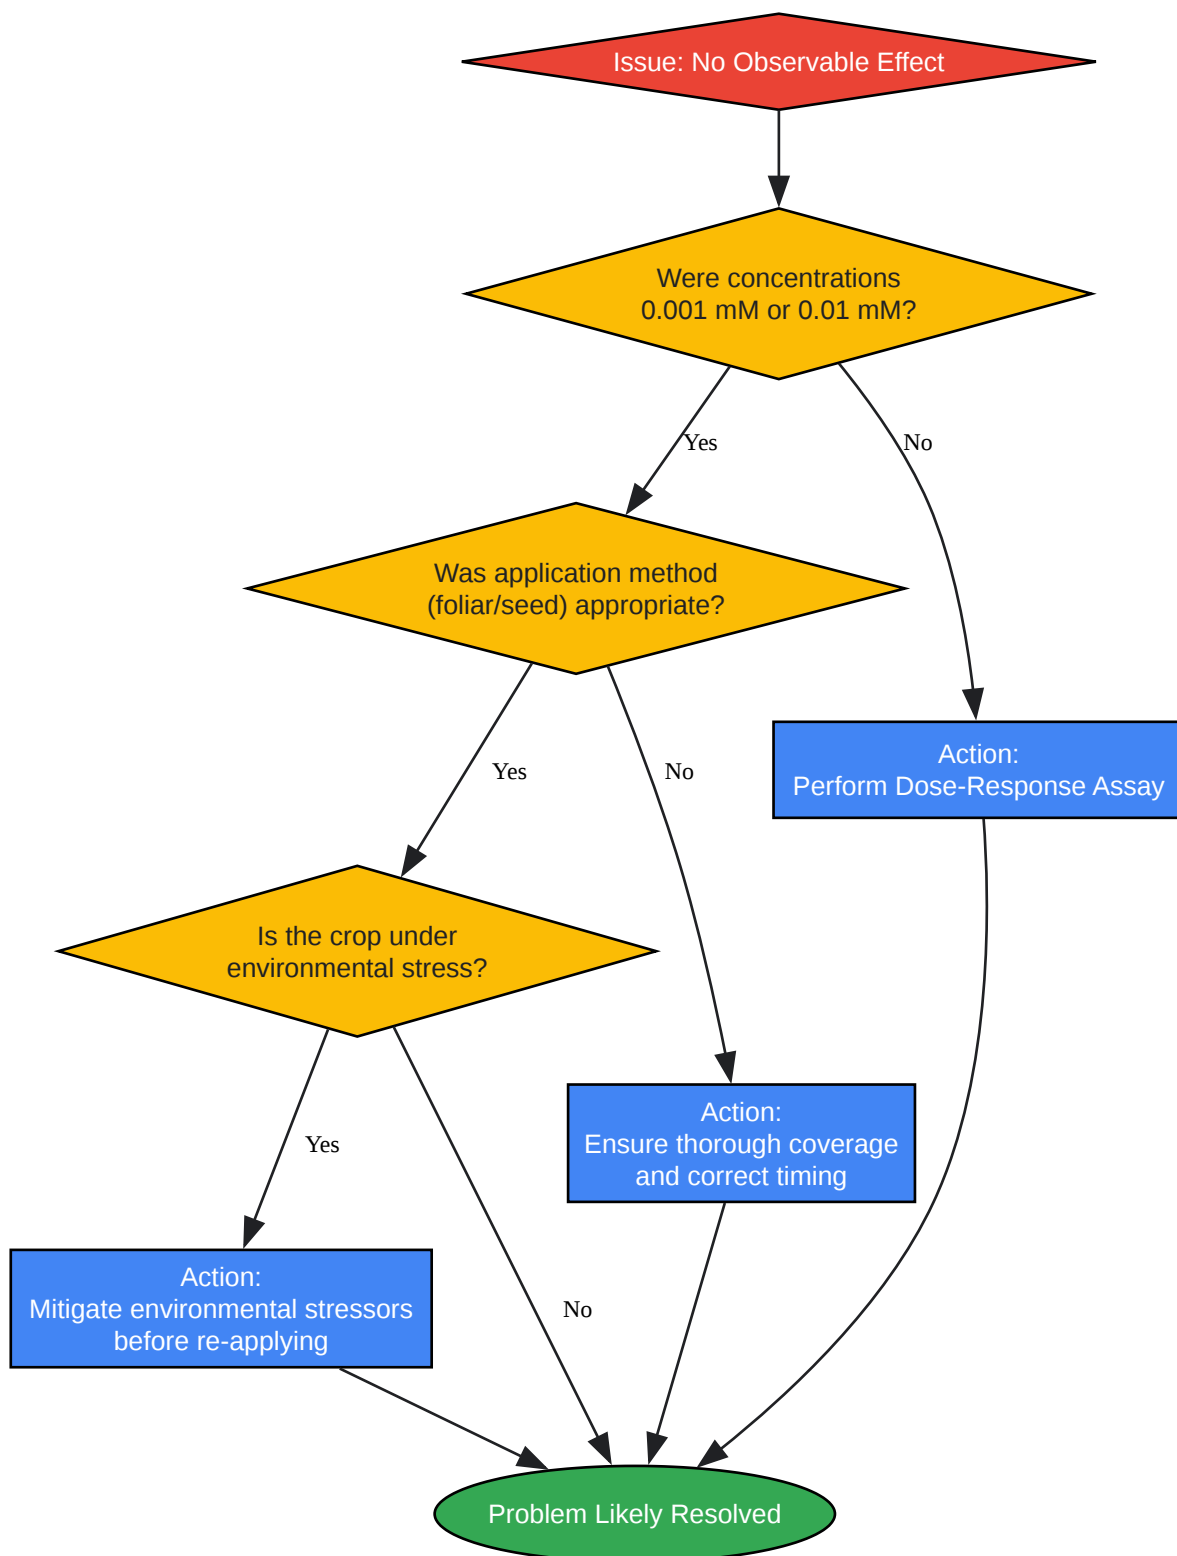 Issue: No Observable Effect
Were concentrations
0.001 mM or 0.01 mM?
Yes
No
Was application method
(foliar/seed) appropriate?
Yes
No
Action:
Perform Dose-Response Assay
Is the crop under
environmental stress?
Yes
No
Action:
Ensure thorough coverage
and correct timing
Action:
Mitigate environmental stressors
before re-applying
Problem Likely Resolved